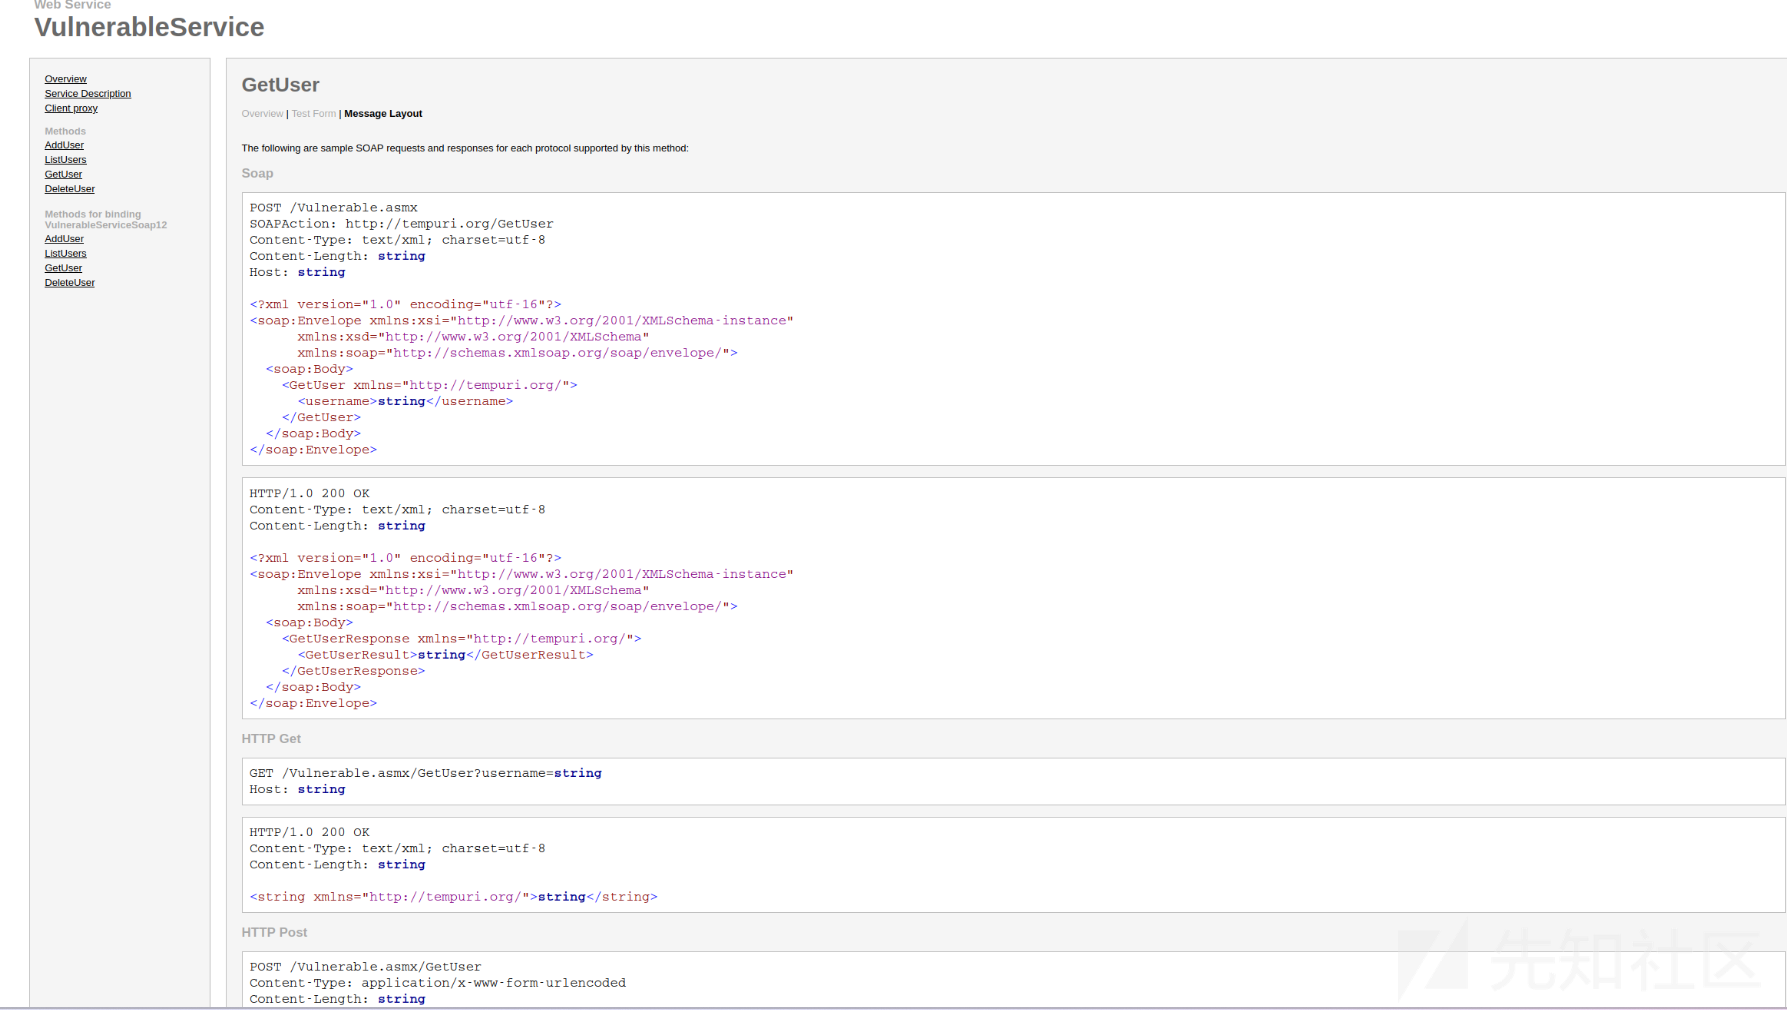 Web Service
VulnerableService
Overview
Service Description
Client proxy
Methods
AddUser
ListUsers
GetUser
DeleteUser
Methods for binding
VulnerableServiceSoap12
AddUser
ListUsers
GetUser
DeleteUser
GetUser
Overview | Test Form | Message Layout
The following are sample SOAP requests and responses for each protocol supported by this method:
Soap
POST /Vulnerable.asmx
SOAPAction: http://tempuri.org/GetUser
Content-Type: text/xml; charset=utf-8
Content-Length: string
Host: string
<?xml version="1.0" encoding="utf-16"?>
<soap:Envelope xmlns:xsi="http://www.w3.org/2001/XMLSchema-instance"
xmlns:xsd="http://www.w3.org/2001/XMLSchema"
xmlns:soap="http://schemas.xmlsoap.org/soap/envelope/">
<soap:Body>
<GetUser xmlns="http://tempuri.org/">
<username>string</username>
</GetUser>
</soap:Body>
</soap:Envelope>
HTTP/1.0 200 OK
Content-Type: text/xml; charset=utf-8
Content-Length: string
<?xml version="1.0" encoding="utf-16"?>
<soap:Envelope xmlns:xsi="http://www.w3.org/2001/XMLSchema-instance"
xmlns:xsd="http://www.w3.org/2001/XMLSchema"
xmlns:soap="http://schemas.xmlsoap.org/soap/envelope/">
<soap:Body>
<GetUserResponse xmlns="http://tempuri.org/">
<GetUserResult>string</GetUserResult>
</GetUserResponse>
</soap:Body>
</soap:Envelope>
HTTP Get
GET /Vulnerable.asmx/GetUser?username=string
Host: string
HTTP/1.0 200 OK
Content-Type: text/xml; charset=utf-8
Content-Length: string
<string xmlns="http://tempuri.org/">string</string>
HTTP Post
POST /Vulnerable.asmx/GetUser
Content-Type: application/x-www-form-urlencoded
Content-Length: string
先知社区